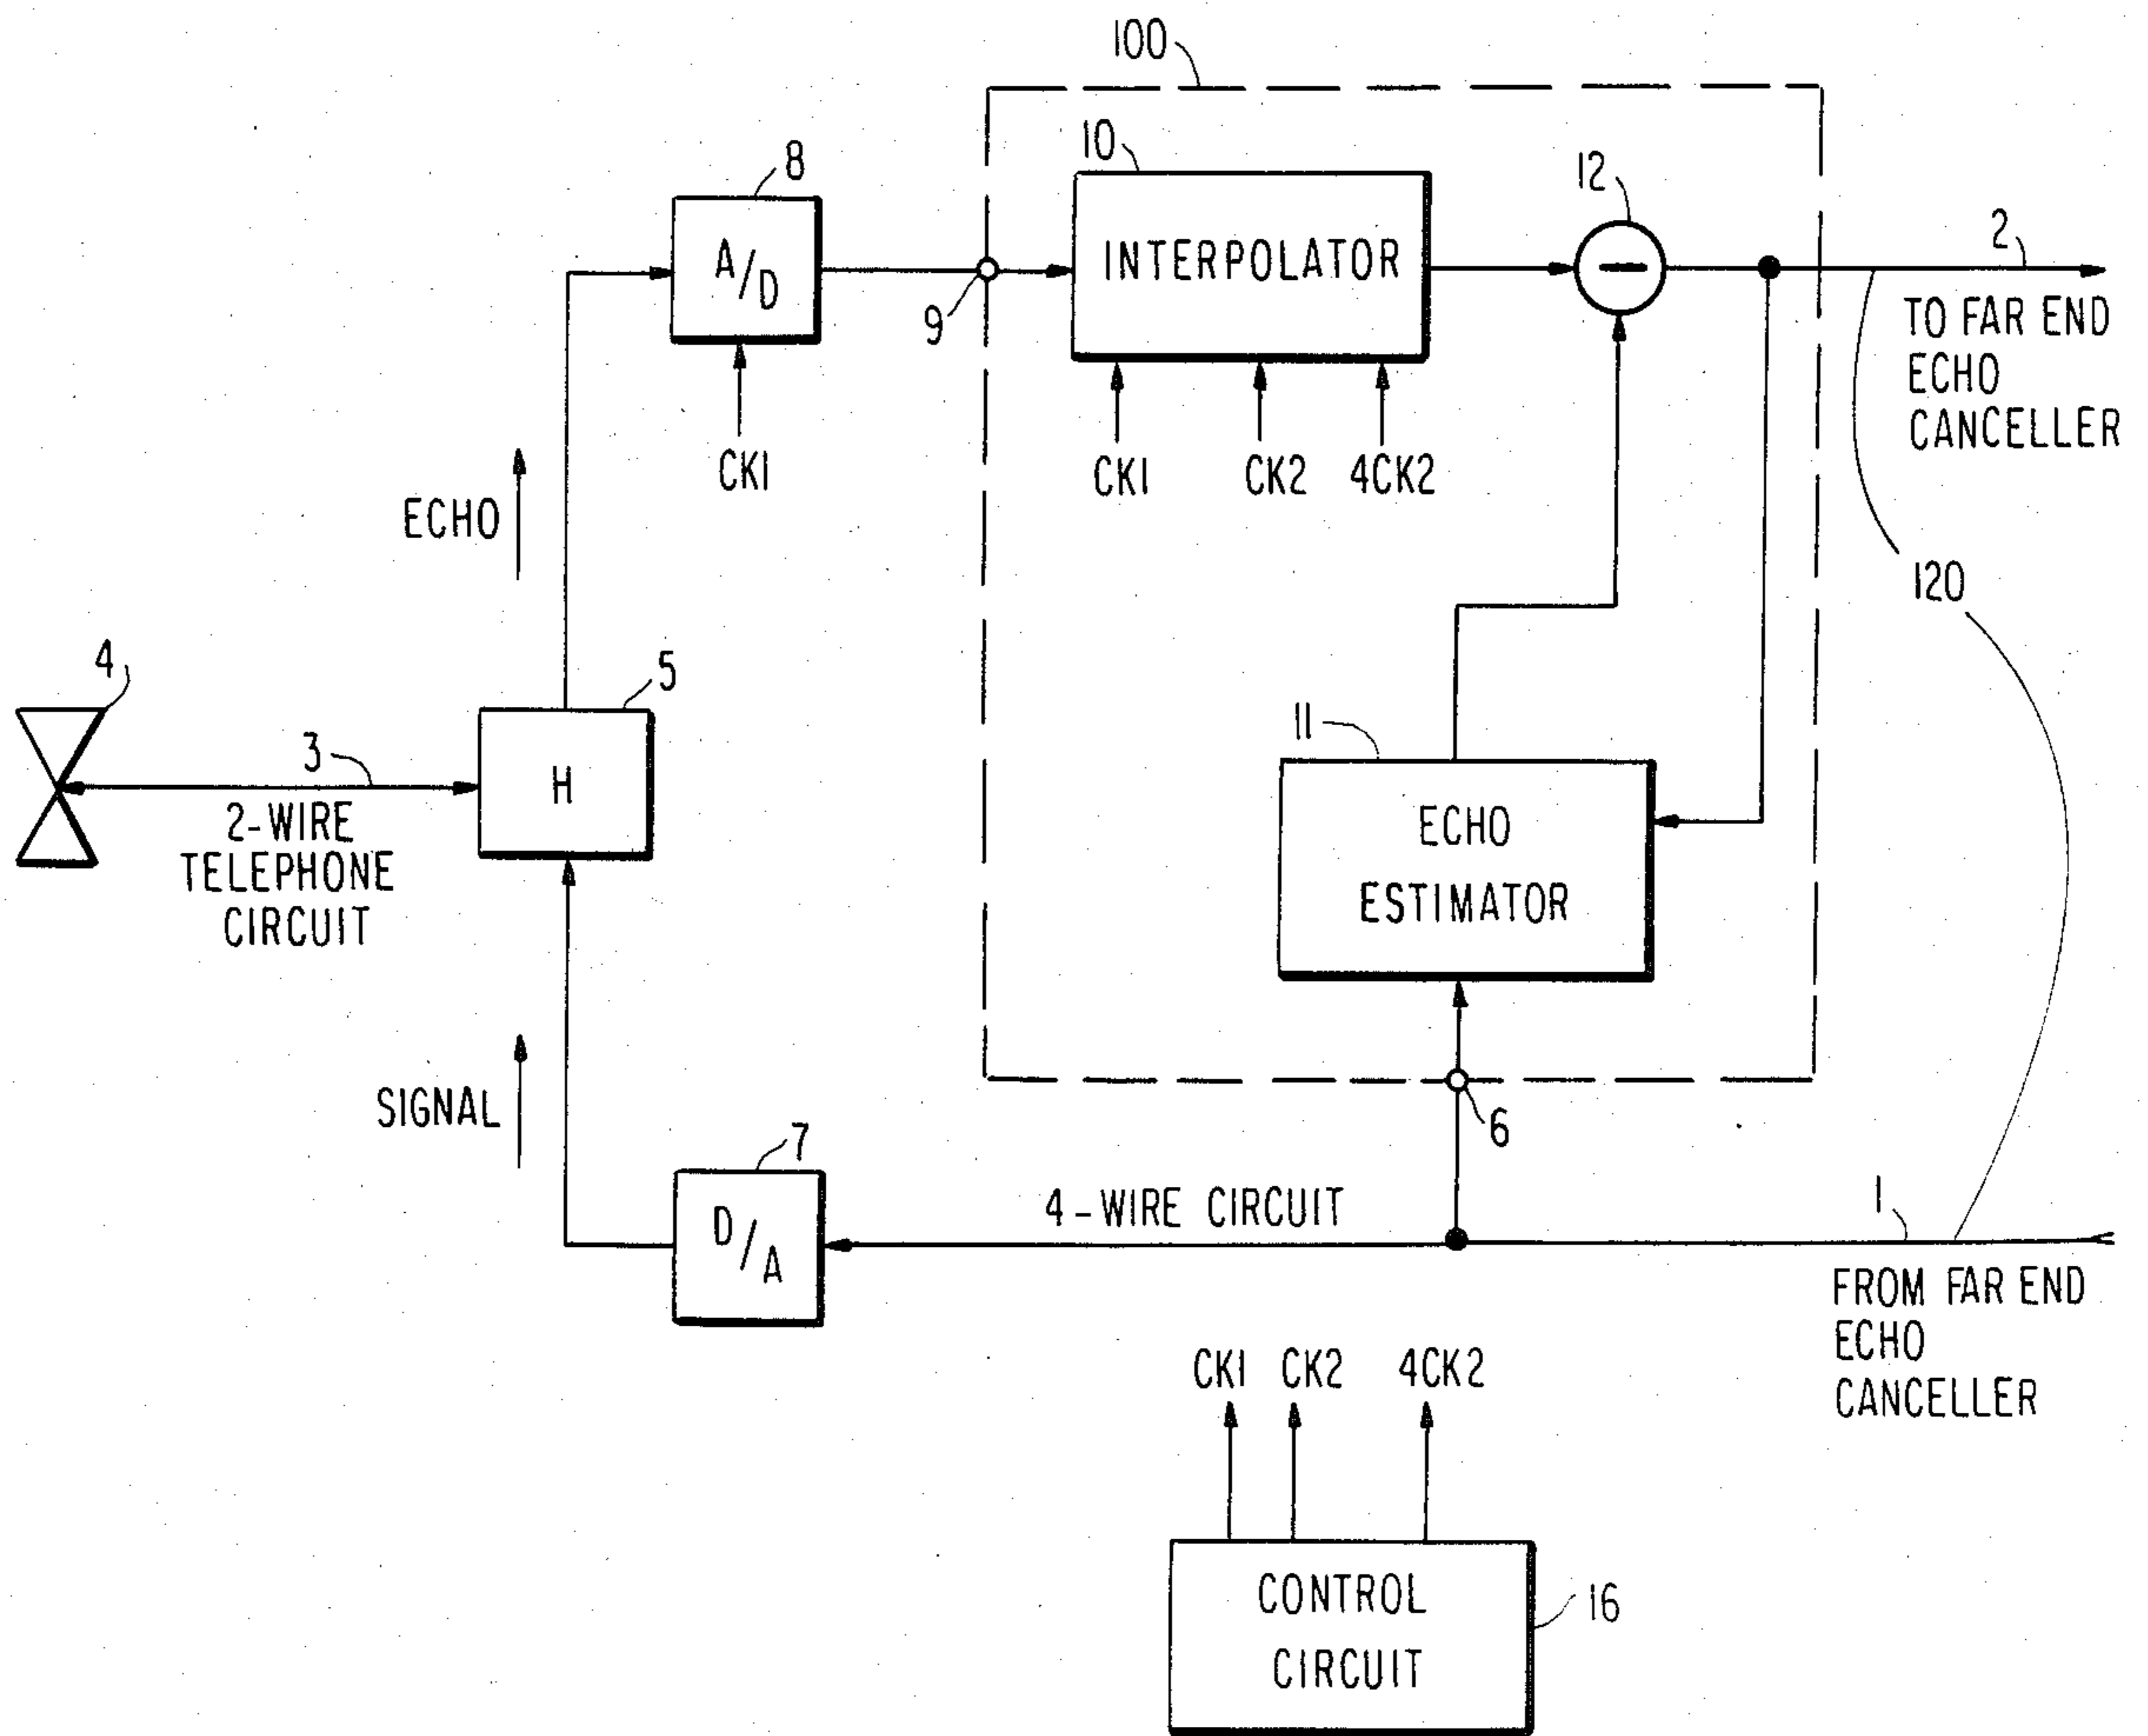 100
10
8
12
A/D
INTERPOLATOR
2
9
TO FAR END
ECHO
CANCELLER
CK1
CK1
CK2
4CK2
ECHO
120
4
5
3
H
2-WIRE
TELEPHONE
CIRCUIT
11
ECHO
ESTIMATOR
SIGNAL
6
7
D/A
4-WIRE CIRCUIT
1
FROM FAR END
ECHO
CANCELLER
CK1
CK2
4CK2
CONTROL
CIRCUIT
16